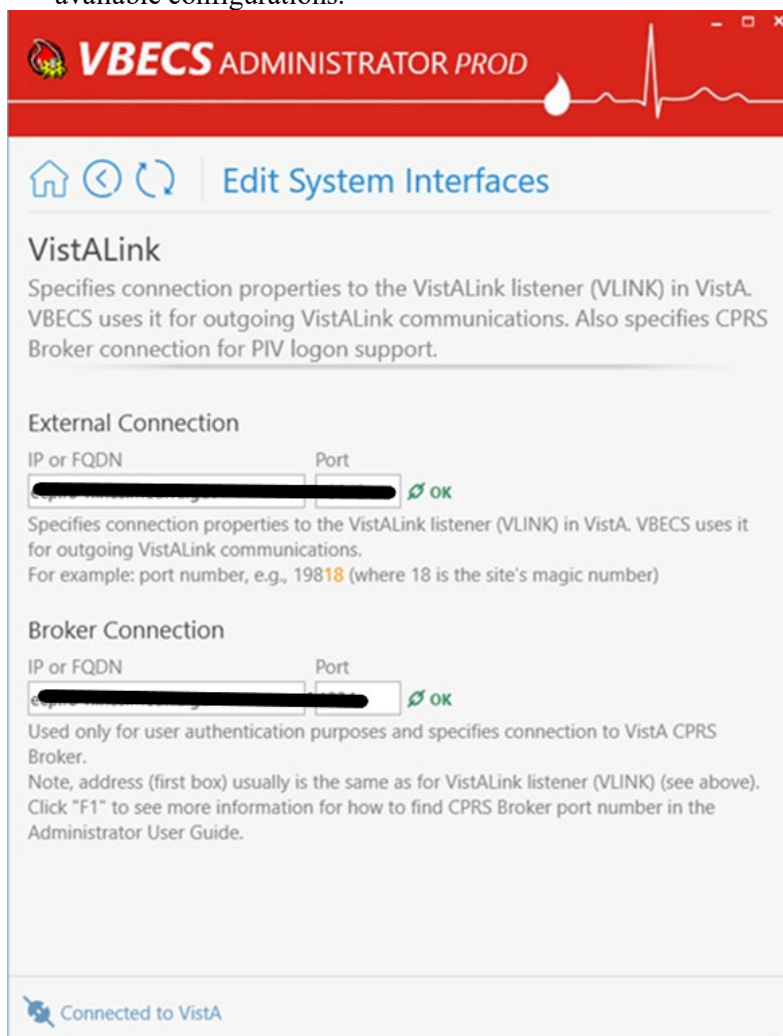 available configurations.
VBECS ADMINISTRATOR PROD
Edit System Interfaces
VistALink
Specifies connection properties to the VistALink listener (VLINK) in VistA.
VBECS uses it for outgoing VistALink communications. Also specifies CPRS
Broker connection for PIV logon support.
External Connection
IP or FQDN Port
OK
Specifies connection properties to the VistALink listener (VLINK) in VistA. VBECS uses it
for outgoing VistALink communications.
For example: port number, e.g., 19818 (where 18 is the site's magic number)
Broker Connection
IP or FQDN Port
OK
Used only for user authentication purposes and specifies connection to VistA CPRS
Broker.
Note, address (first box) usually is the same as for VistALink listener (VLINK) (see above).
Click "F1" to see more information for how to find CPRS Broker port number in the
Administrator User Guide.
Connected to VistA